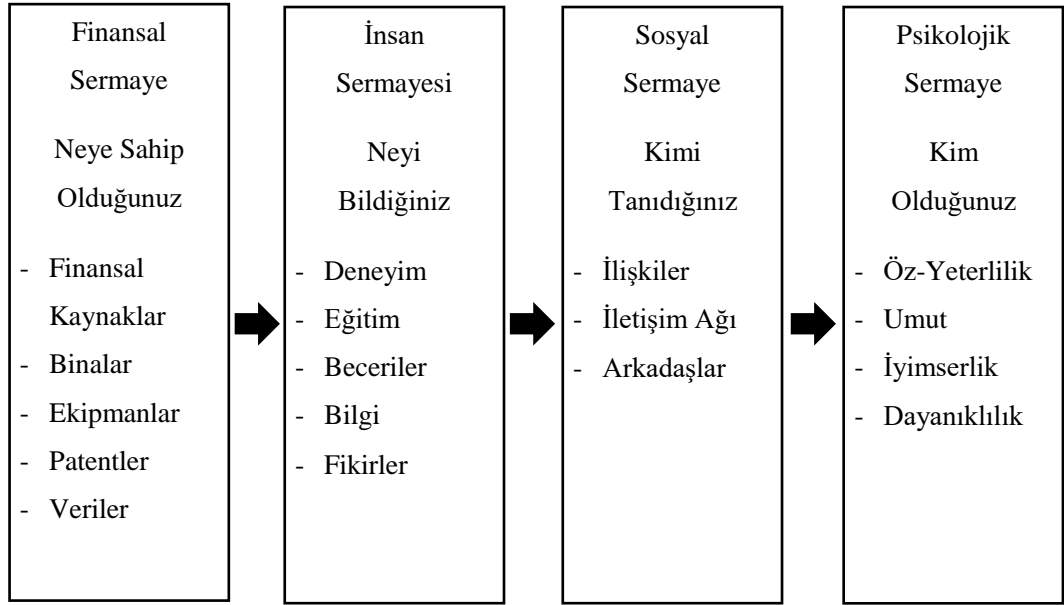 Finansal
Sermaye
Neye Sahip
Olduğunuz
- Finansal
Kaynaklar
- Binalar
- Ekipmanlar
- Patentler
- Veriler
İnsan
Sermayesi
Neyi
Bildiğiniz
- Deneyim
- Eğitim
- Beceriler
- Bilgi
- Fikirler
Sosyal
Sermaye
Kimi
Tanıdığınız
- İlişkiler
- İletişim Ağı
- Arkadaşlar
Psikolojik
Sermaye
Kim
Olduğunuz
- Öz-Yeterlilik
- Umut
- İyimserlik
- Dayanıklılık